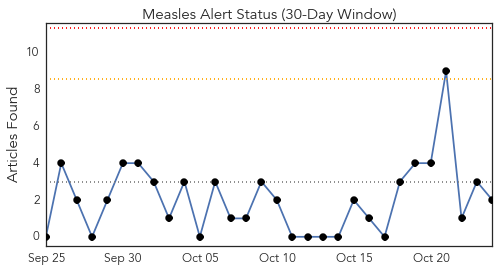 Measles Alert Status (30-Day Window)
Articles Found
10
8
6
4
2
0
Sep 25
Sep 30
Oct 05
Oct 10
Oct 15
Oct 20